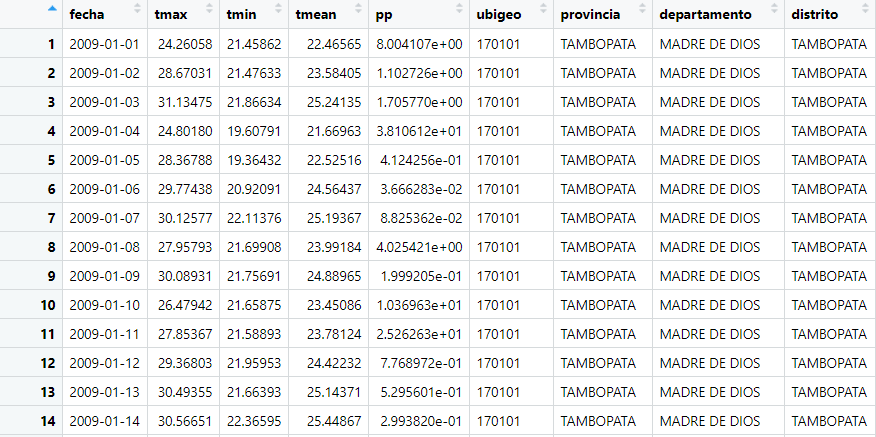 fecha tmax tmin tmean pp ubigeo provincia departamento distrito
1 2009-01-01 24.26058 21.45862 22.46565 8.004107e+00 170101 TAMBOPATA MADRE DE DIOS TAMBOPATA
2 2009-01-02 28.67031 21.47633 23.58405 1.102726e+00 170101 TAMBOPATA MADRE DE DIOS TAMBOPATA
3 2009-01-03 31.13475 21.86634 25.24135 1.705770e+00 170101 TAMBOPATA MADRE DE DIOS TAMBOPATA
4 2009-01-04 24.80180 19.60791 21.66963 3.810612e+01 170101 TAMBOPATA MADRE DE DIOS TAMBOPATA
5 2009-01-05 28.36788 19.36432 22.52516 4.124256e-01 170101 TAMBOPATA MADRE DE DIOS TAMBOPATA
6 2009-01-06 29.77438 20.92091 24.56437 3.666283e-02 170101 TAMBOPATA MADRE DE DIOS TAMBOPATA
7 2009-01-07 30.12577 22.11376 25.19367 8.825362e-02 170101 TAMBOPATA MADRE DE DIOS TAMBOPATA
8 2009-01-08 27.95793 21.69908 23.99184 4.025421e+00 170101 TAMBOPATA MADRE DE DIOS TAMBOPATA
9 2009-01-09 30.08931 21.75691 24.88965 1.999205e-01 170101 TAMBOPATA MADRE DE DIOS TAMBOPATA
10 2009-01-10 26.47942 21.65875 23.45086 1.036963e+01 170101 TAMBOPATA MADRE DE DIOS TAMBOPATA
11 2009-01-11 27.85367 21.58893 23.78124 2.526263e+01 170101 TAMBOPATA MADRE DE DIOS TAMBOPATA
12 2009-01-12 29.36803 21.95953 24.42232 7.768972e-01 170101 TAMBOPATA MADRE DE DIOS TAMBOPATA
13 2009-01-13 30.49355 21.66393 25.14371 5.295601e-01 170101 TAMBOPATA MADRE DE DIOS TAMBOPATA
14 2009-01-14 30.56651 22.36595 25.44867 2.993820e-01 170101 TAMBOPATA MADRE DE DIOS TAMBOPATA